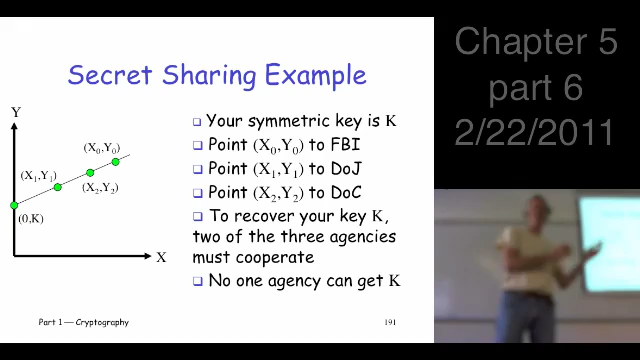 Secret Sharing Example
Y
(X₀,Y₀)
(X₁,Y₁)
(X₂,Y₂)
(0,K)
X
❑ Your symmetric key is K
❑ Point (X₀,Y₀) to FBI
❑ Point (X₁,Y₁) to DoJ
❑ Point (X₂,Y₂) to DoC
❑ To recover your key K,
two of the three agencies
must cooperate
❑ No one agency can get K
Part 1 — Cryptography
191
Chapter 5
part 6
2/22/2011